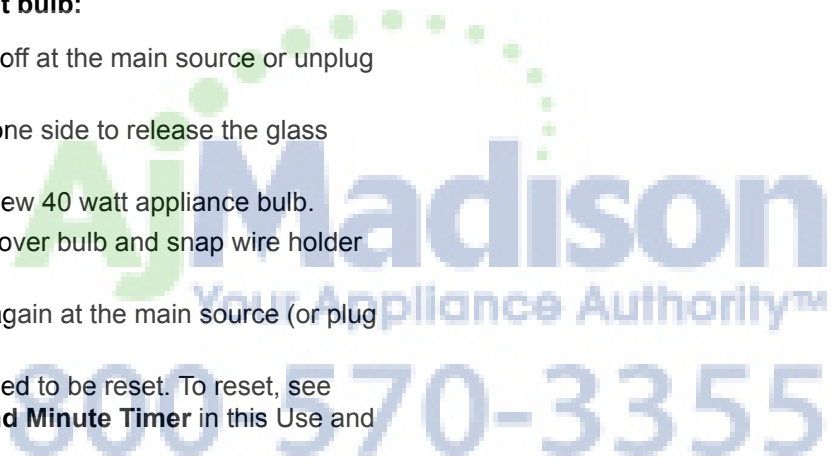 t bulb:
off at the main source or unplug
one side to release the glass
ew 40 watt appliance bulb.
over bulb and snap wire holder
gain at the main source (or plug
ed to be reset. To reset, see
d Minute Timer in this Use and
AjMadison
Your Appliance Authority™
800 570-3355